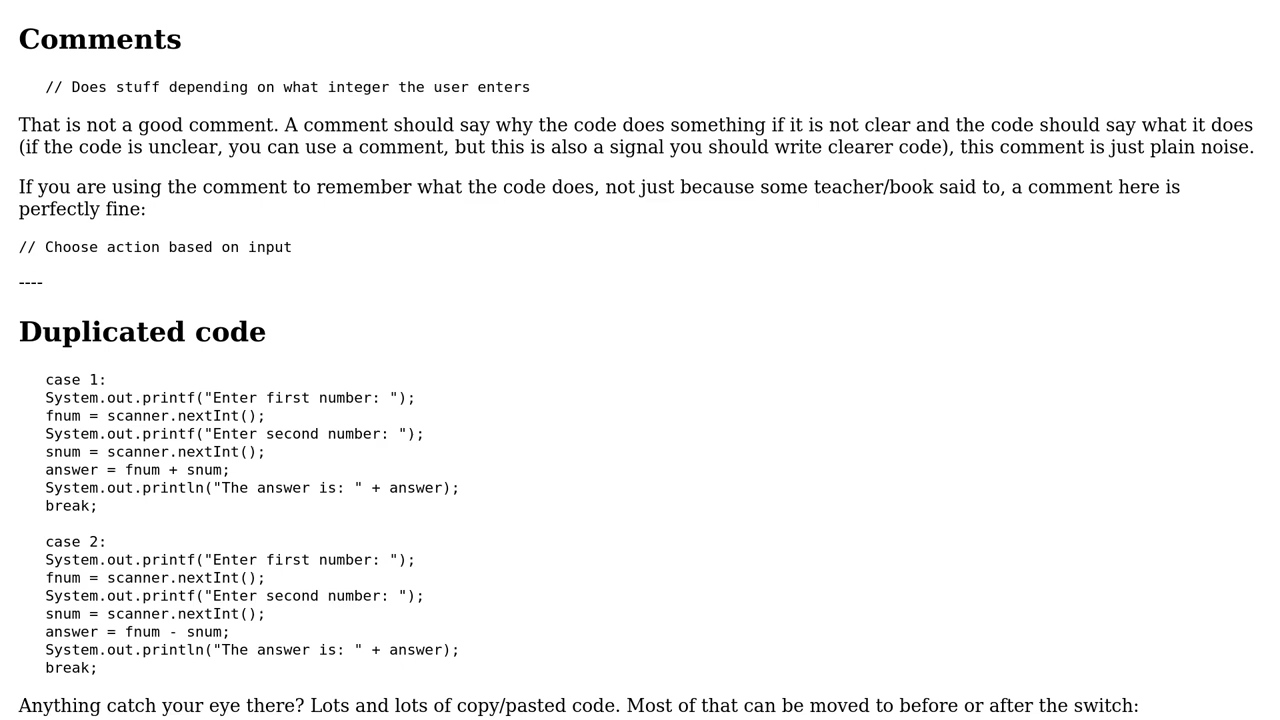 Comments
// Does stuff depending on what integer the user enters
That is not a good comment. A comment should say why the code does something if it is not clear and the code should say what it does
(if the code is unclear, you can use a comment, but this is also a signal you should write clearer code), this comment is just plain noise.
If you are using the comment to remember what the code does, not just because some teacher/book said to, a comment here is
perfectly fine:
// Choose action based on input
----
Duplicated code
case 1:
System.out.printf("Enter first number: ");
fnum = scanner.nextInt();
System.out.printf("Enter second number: ");
snum = scanner.nextInt();
answer = fnum + snum;
System.out.println("The answer is: " + answer);
break;
case 2:
System.out.printf("Enter first number: ");
fnum = scanner.nextInt();
System.out.printf("Enter second number: ");
snum = scanner.nextInt();
answer = fnum - snum;
System.out.println("The answer is: " + answer);
break;
Anything catch your eye there? Lots and lots of copy/pasted code. Most of that can be moved to before or after the switch: